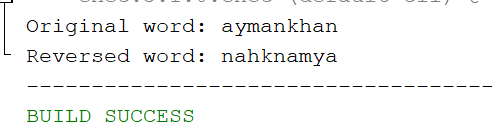 Original word: aymankhan
Reversed word: nahknamya
------------------------------------
BUILD SUCCESS